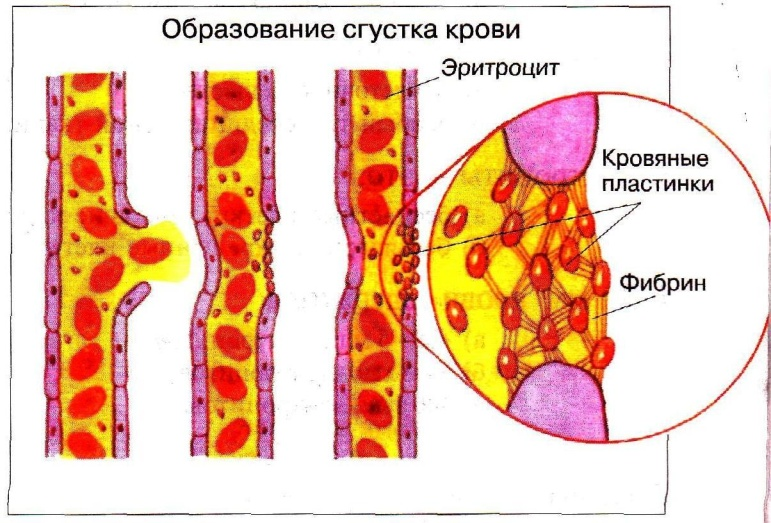 Образование сгустка крови
Эритроцит
Кровяные
пластинки
Фибрин